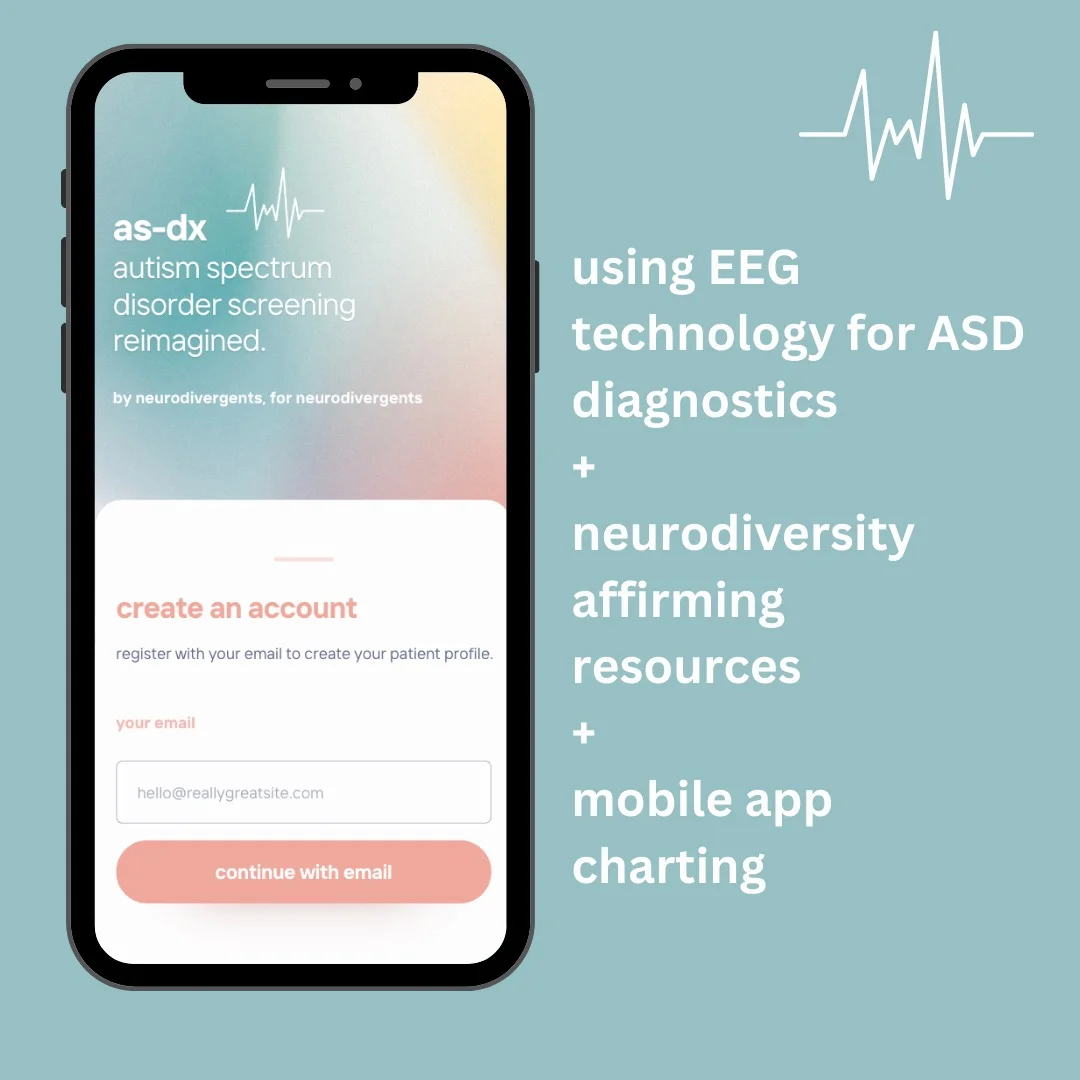 as-dx
autism spectrum
disorder screening
reimagined.
by neurodivergents, for neurodivergents
create an account
register with your email to create your patient profile.
your email
hello@reallygreatsite.com
continue with email
using EEG
technology for ASD
diagnostics
+
neurodiversity
affirming
resources
+
mobile app
charting